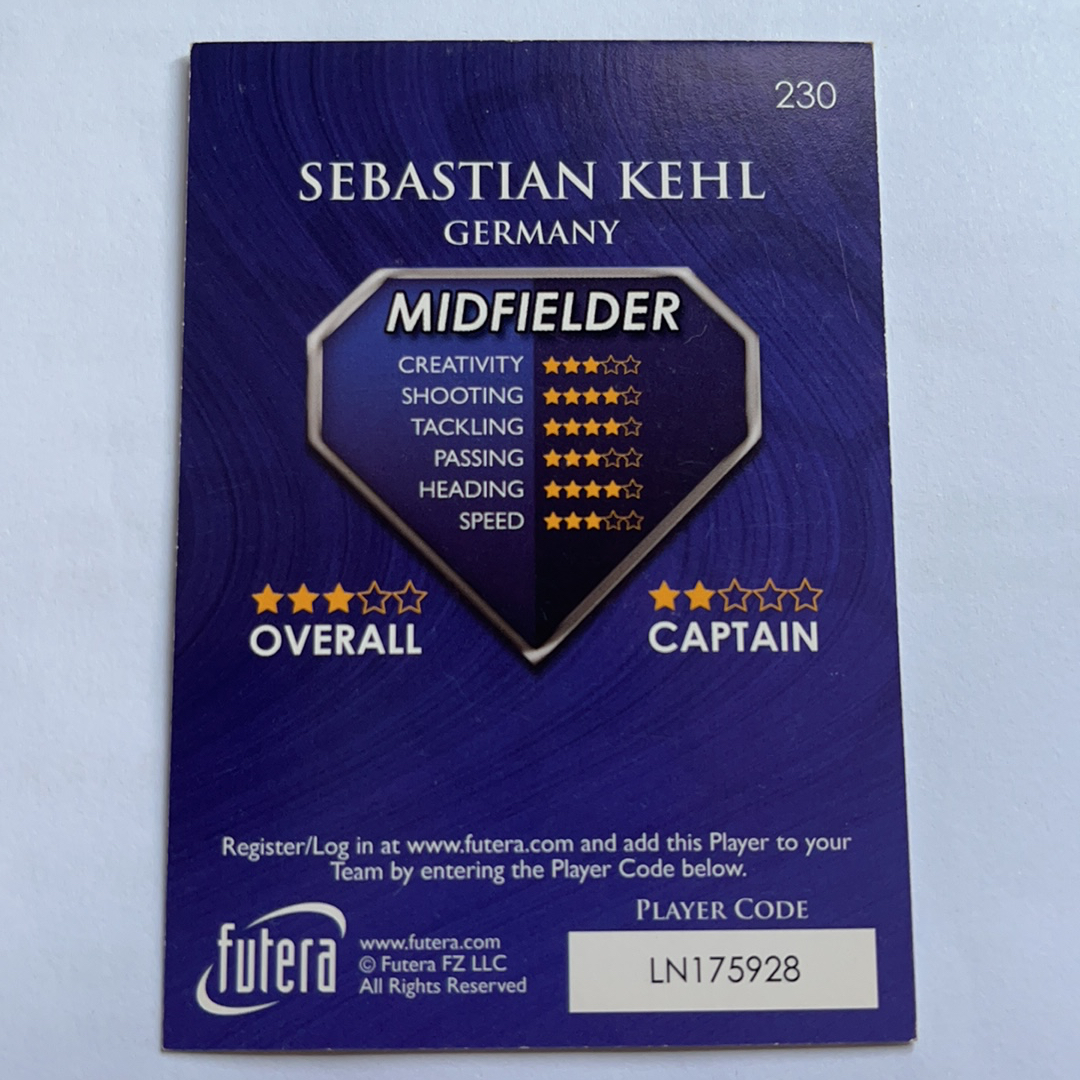 230
SEBASTIAN KEHL
GERMANY
MIDFIELDER
CREATIVITY
SHOOTING
TACKLING
PASSING
HEADING
SPEED
OVERALL
CAPTAIN
Register/Log in at www.futera.com and add this Player to your
Team by entering the Player Code below.
PLAYER CODE
futera
www.futera.com
© Futera FZ LLC
All Rights Reserved
LN175928